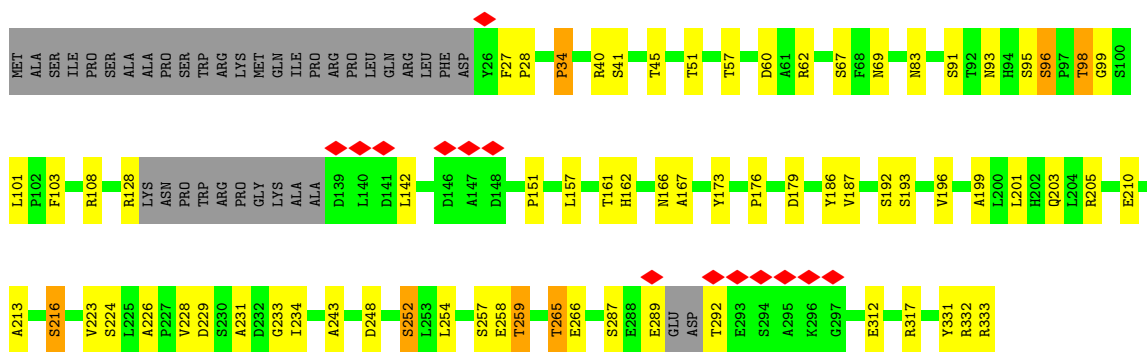 MET ALA SER ILE PRO SER ALA ALA PRO SER TRP ARG LYS MET GLN ILE PRO ARG PRO LEU GLN ARG LEU PHE ASP Y26 F27 P28 P34 R40 S41 T45 T51 T57 D60 A61 R62 S67 F68 N69 N83 S91 T92 N93 H94 S95 S96 P97 T98 G99 S100
L101 P102 F103 R108 R128 LYS ASN PRO TRP ARG PRO GLY LYS ALA ALA D139 L140 D141 L142 D146 A147 D148 P151 L157 T161 H162 N166 A167 Y173 P176 D179 Y186 V187 S192 S193 V196 A199 L200 L201 H202 Q203 L204 R205 E210
A213 S216 V223 S224 L225 A226 P227 V228 D229 S230 A231 D232 G233 I234 A243 D248 S252 L253 L254 S257 E258 T259 T265 E266 S287 E288 E289 GLU ASP T292 E293 S294 A295 K296 G297 E312 R317 Y331 R332 R333